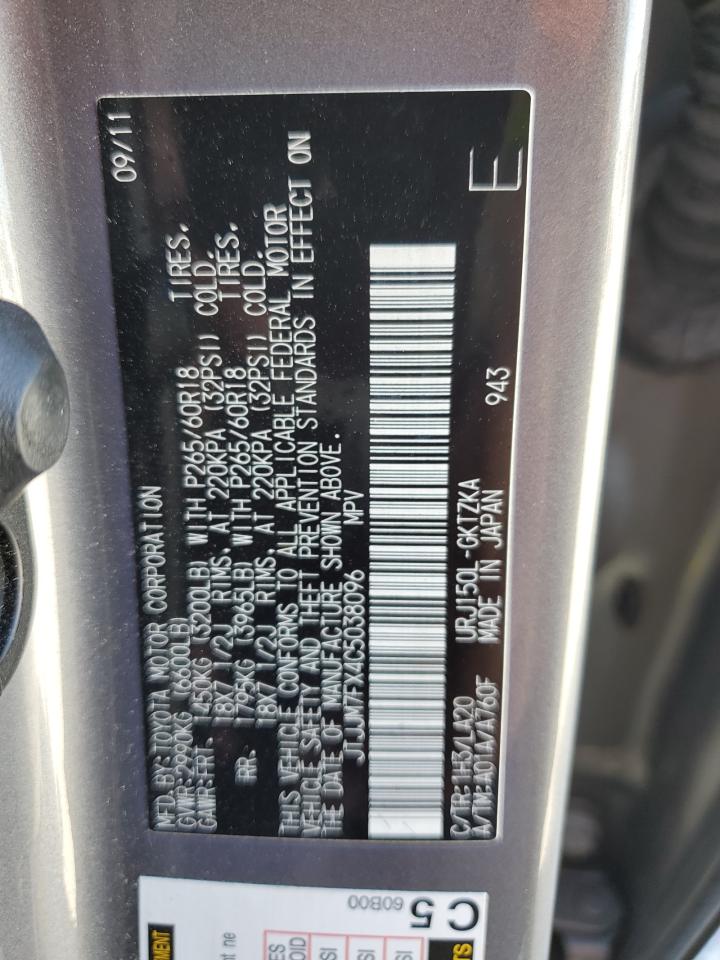 MFD. BY: TOYOTA MOTOR CORPORATION 09/11
GVWR: 2990KG (6600LB)
GAWR: FRT 1450KG (3200LB) WITH P265/60R18 TIRES.
18X7 1/2J RIMS, AT 220KPA (32PSI) COLD.
RR 1795KG (3965LB) WITH P265/60R18 TIRES.
18X7 1/2J RIMS, AT 220KPA (32PSI) COLD.
THIS VEHICLE CONFORMS TO ALL APPLICABLE FEDERAL MOTOR
VEHICLE SAFETY AND THEFT PREVENTION STANDARDS IN EFFECT ON
THE DATE OF MANUFACTURE SHOWN ABOVE.
JTJJM7FX4C5038096 MPV
C/TR: 1H3/LA20 URJ150L-GKTZKA 943 E
A/TM: A01A/A760F MADE IN JAPAN
C 5
60B00